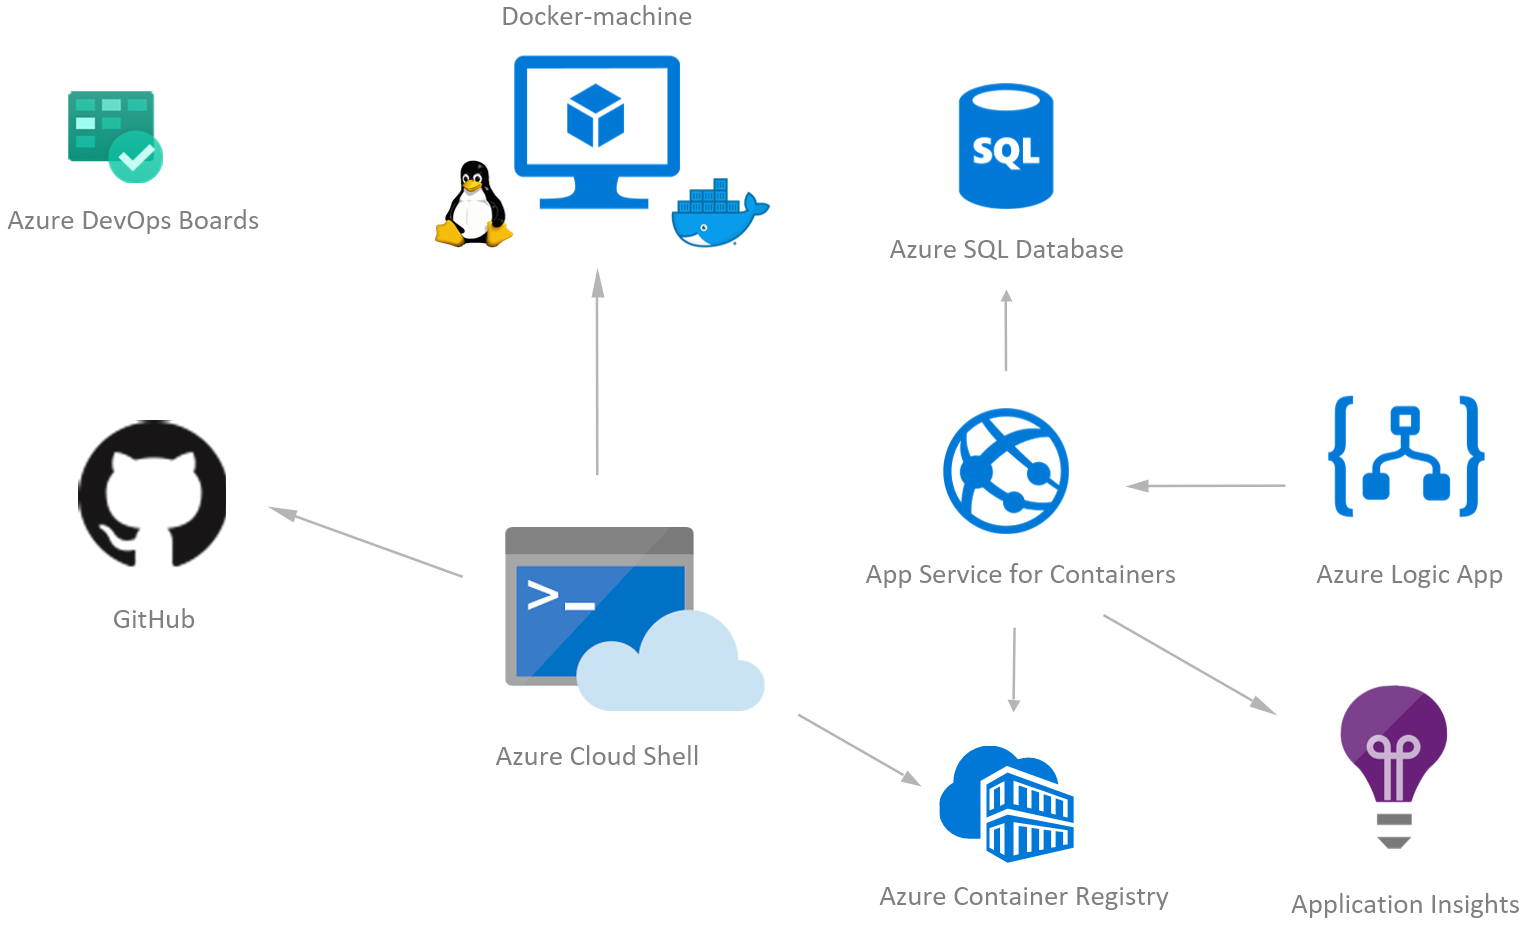 Docker-machine
Azure DevOps Boards
SQL
Azure SQL Database
GitHub
>_
Azure Cloud Shell
App Service for Containers
Azure Logic App
Azure Container Registry
Application Insights